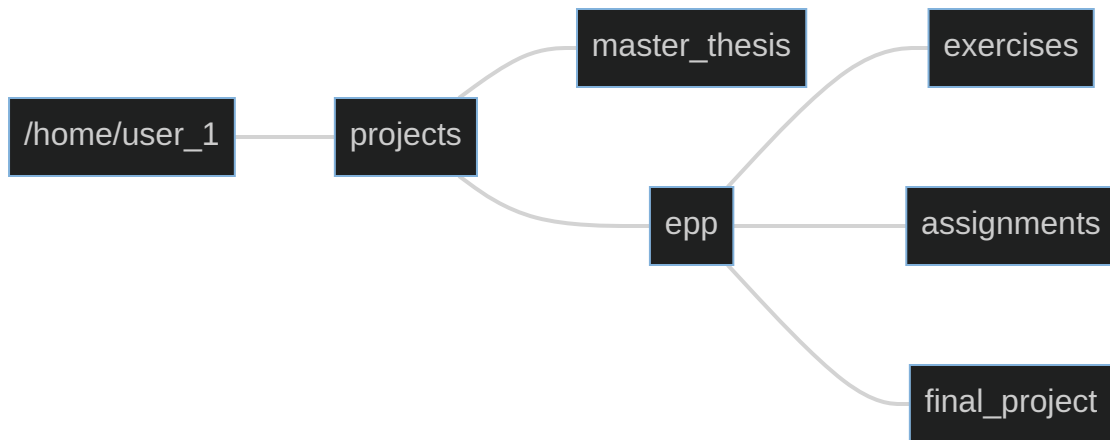 /home/user_1
projects
master_thesis
epp
exercises
assignments
final_project